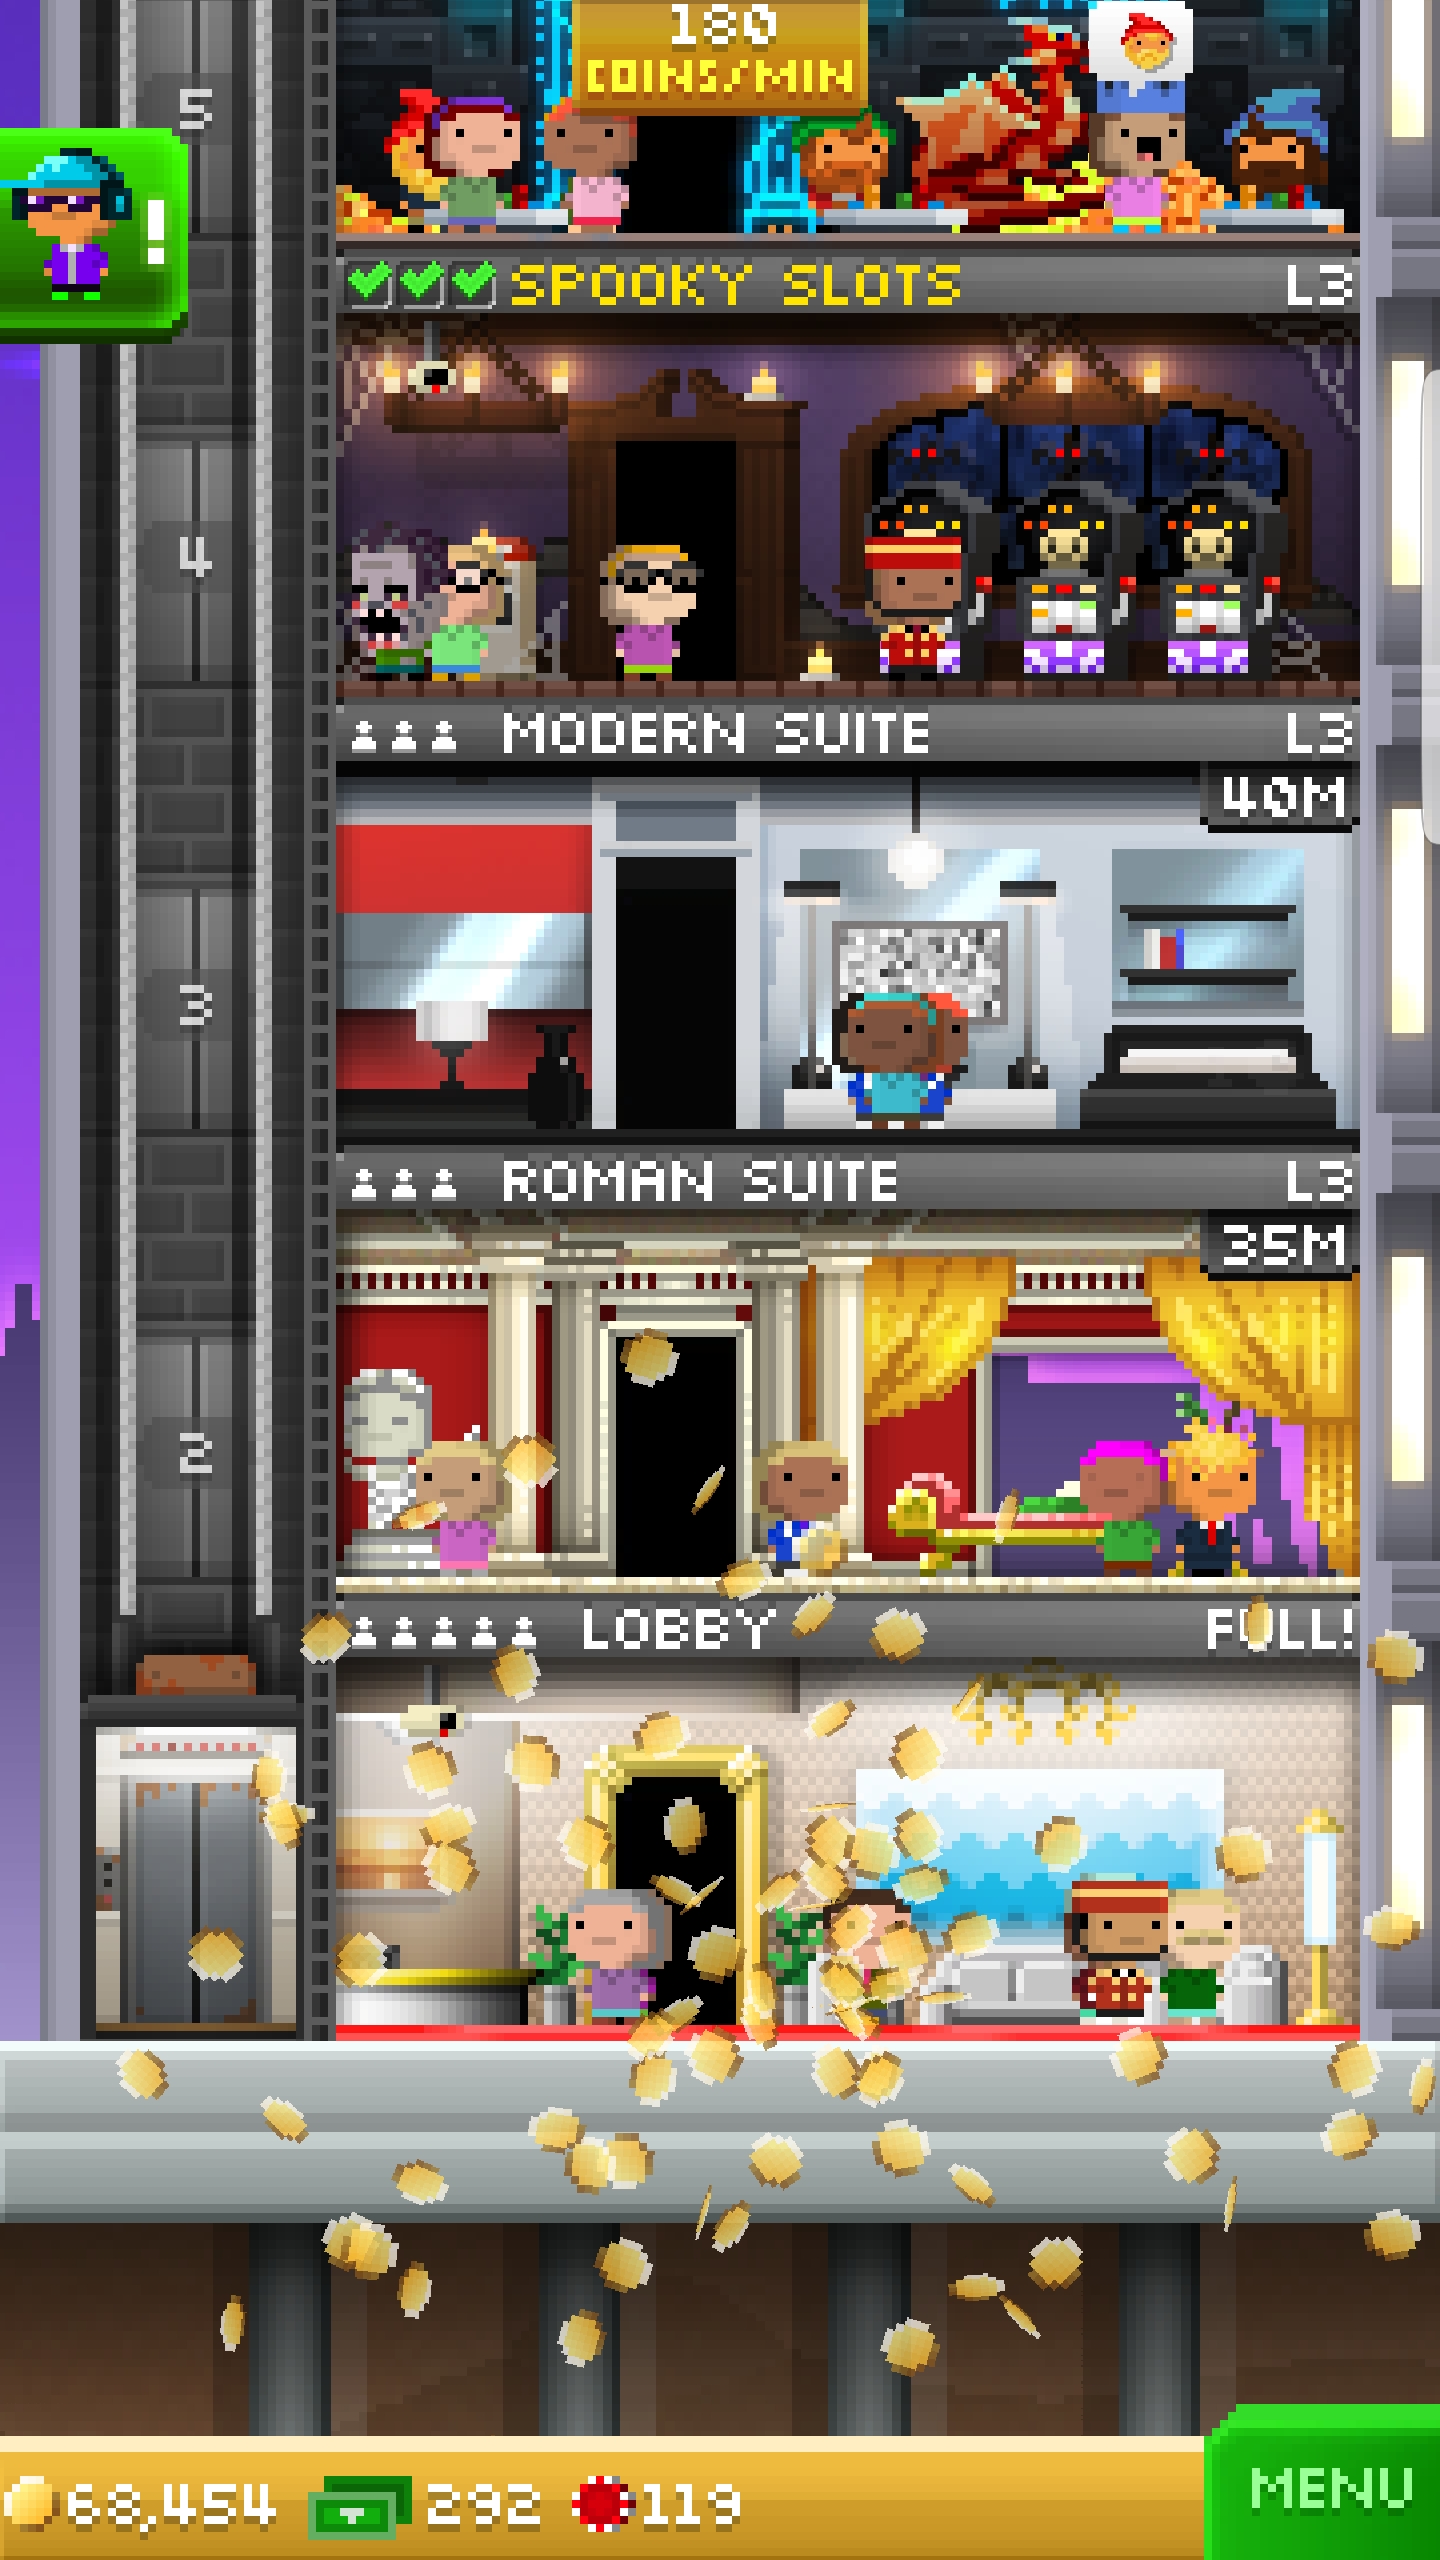 180
COINS/MIN
5
!
SPOOKY SLOTS L3
4
MODERN SUITE L3
40M
3
ROMAN SUITE L3
35M
2
LOBBY FULL!
68,454 292 119
MENU